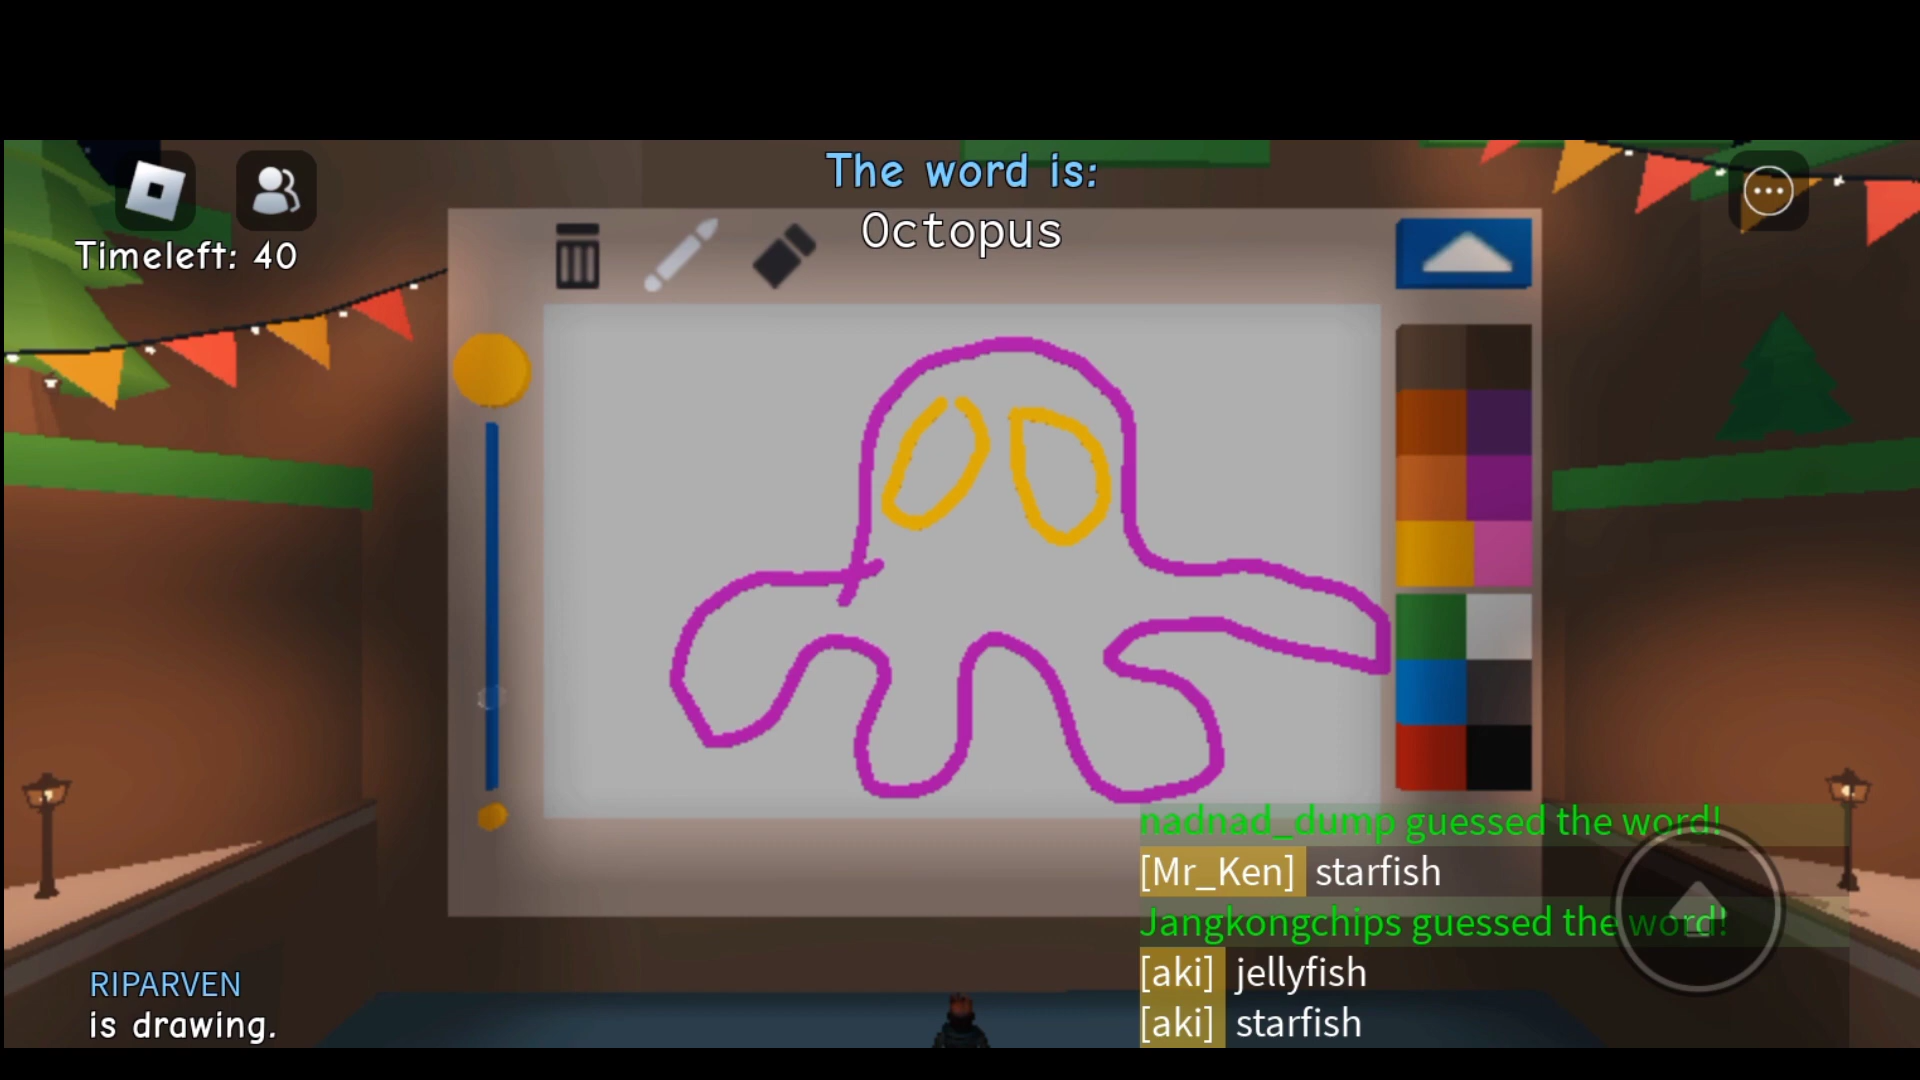 The word is:
Octopus
Timeleft: 40
nadnad_dump guessed the word!
[Mr_Ken] starfish
Jangkongchips guessed the word!
[aki] jellyfish
[aki] starfish
RIPARVEN
is drawing.